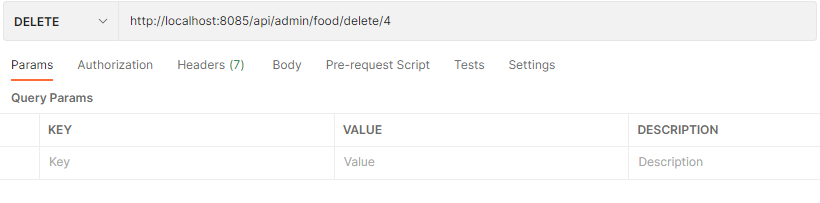 DELETE http://localhost:8085/api/admin/food/delete/4
Params Authorization Headers (7) Body Pre-request Script Tests Settings
Query Params
KEY VALUE DESCRIPTION
Key Value Description